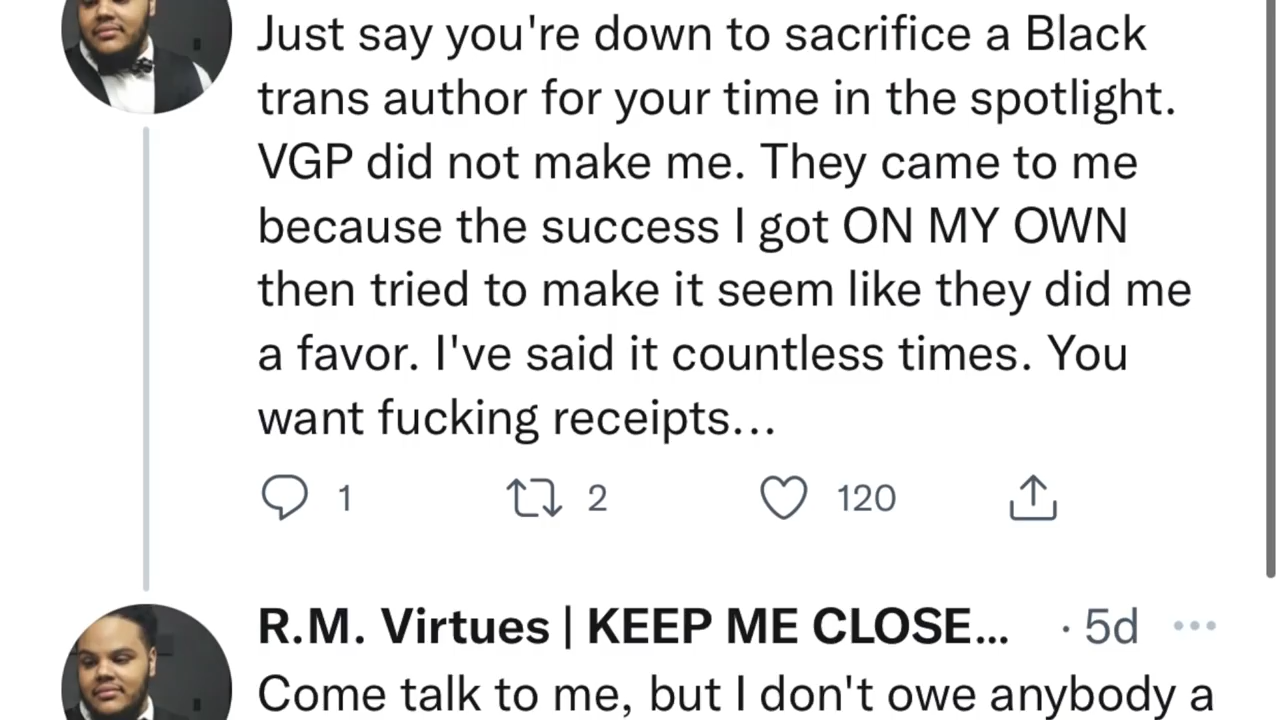 Just say you're down to sacrifice a Black
trans author for your time in the spotlight.
VGP did not make me. They came to me
because the success I got ON MY OWN
then tried to make it seem like they did me
a favor. I've said it countless times. You
want fucking receipts...
1 2 120
R.M. Virtues | KEEP ME CLOSE... · 5d
Come talk to me, but I don't owe anybody a